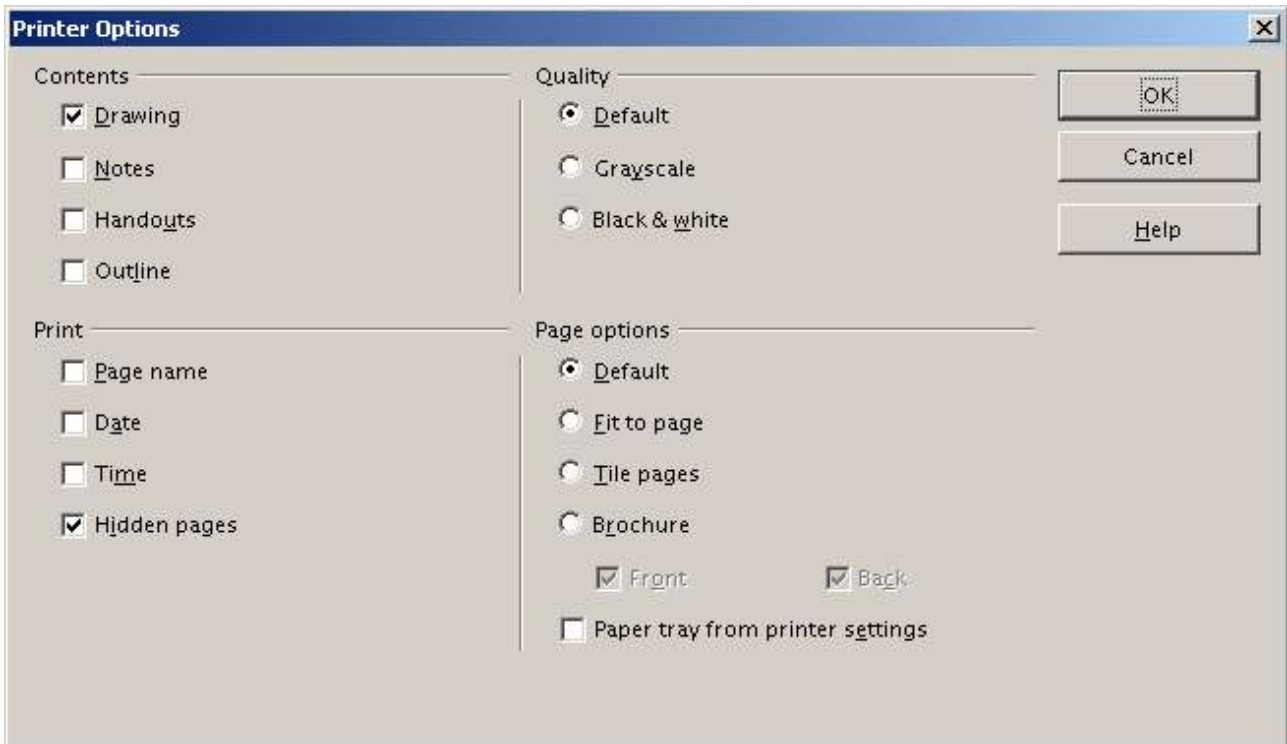 Printer Options
Contents
Drawing
Notes
Handouts
Outline
Quality
Default
Grayscale
Black & white
OK
Cancel
Help
Print
Page name
Date
Time
Hidden pages
Page options
Default
Fit to page
Tile pages
Brochure
Front Back
Paper tray from printer settings